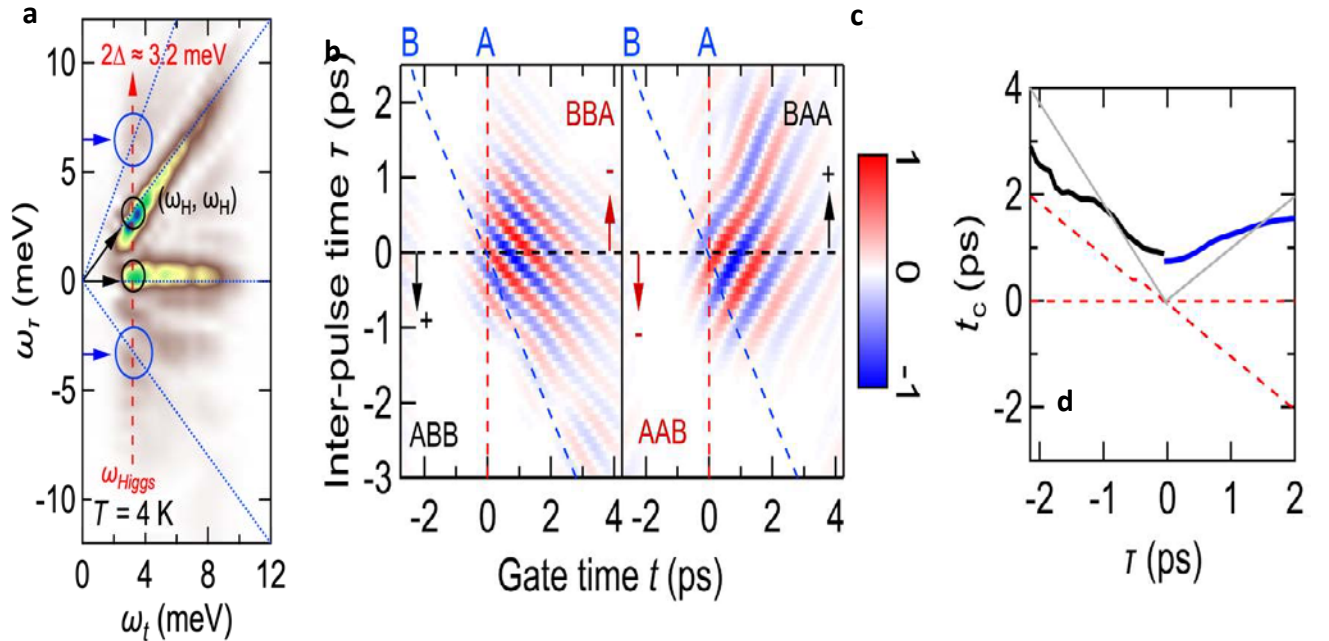 a
2Δ ≈ 3.2 meV
(ωH, ωH)
ωHiggs
T = 4 K
10
5
0
-5
-10
ωτ (meV)
0
4
8
12
ωt (meV)
b
B
A
B
A
BBA
-
+
ABB
BAA
+
-
AAB
2
1
0
-1
-2
-3
Inter-pulse time τ (ps)
-2
0
2
4
-2
0
2
4
Gate time t (ps)
c
1
0
-1
4
2
0
-2
tc (ps)
d
-2
-1
0
1
2
τ (ps)